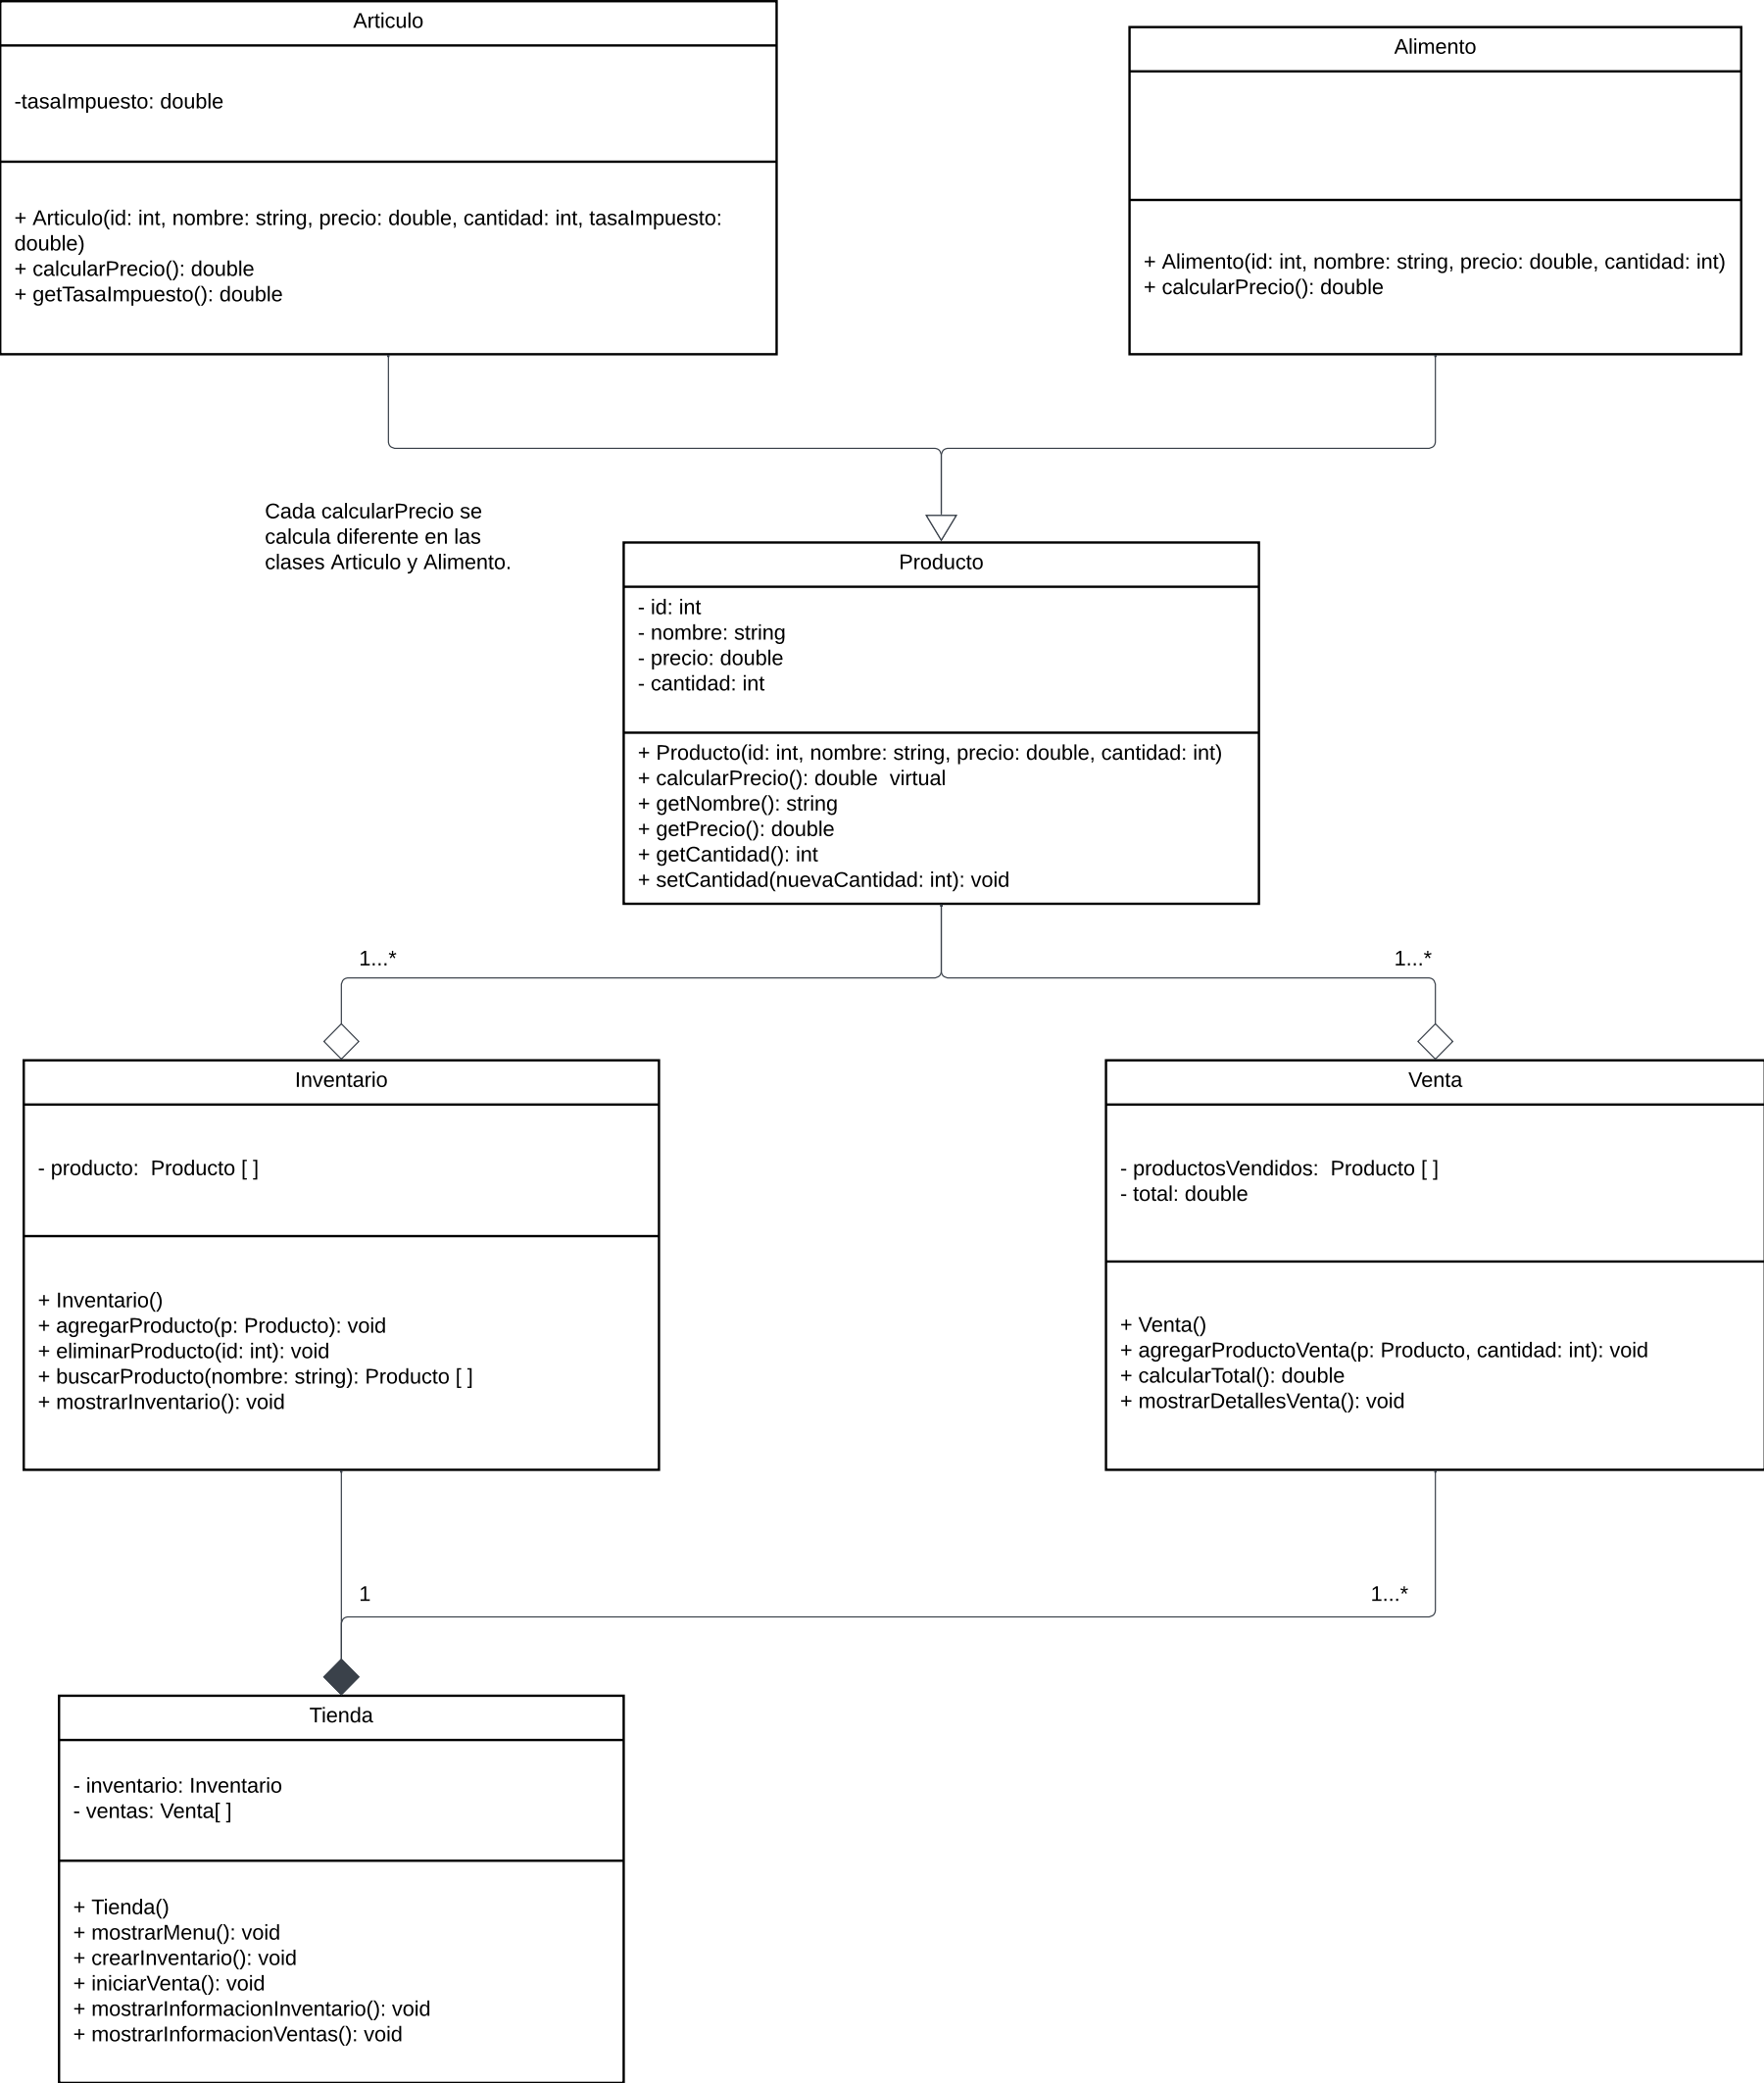 Articulo
-tasaImpuesto: double
+ Articulo(id: int, nombre: string, precio: double, cantidad: int, tasaImpuesto:
double)
+ calcularPrecio(): double
+ getTasaImpuesto(): double
Alimento
+ Alimento(id: int, nombre: string, precio: double, cantidad: int)
+ calcularPrecio(): double
Cada calcularPrecio se
calcula diferente en las
clases Articulo y Alimento.
Producto
- id: int
- nombre: string
- precio: double
- cantidad: int
+ Producto(id: int, nombre: string, precio: double, cantidad: int)
+ calcularPrecio(): double  virtual
+ getNombre(): string
+ getPrecio(): double
+ getCantidad(): int
+ setCantidad(nuevaCantidad: int): void
1...*
1...*
Inventario
- producto:  Producto [ ]
+ Inventario()
+ agregarProducto(p: Producto): void
+ eliminarProducto(id: int): void
+ buscarProducto(nombre: string): Producto [ ]
+ mostrarInventario(): void
Venta
- productosVendidos:  Producto [ ]
- total: double
+ Venta()
+ agregarProductoVenta(p: Producto, cantidad: int): void
+ calcularTotal(): double
+ mostrarDetallesVenta(): void
1
1...*
Tienda
- inventario: Inventario
- ventas: Venta[ ]
+ Tienda()
+ mostrarMenu(): void
+ crearInventario(): void
+ iniciarVenta(): void
+ mostrarInformacionInventario(): void
+ mostrarInformacionVentas(): void